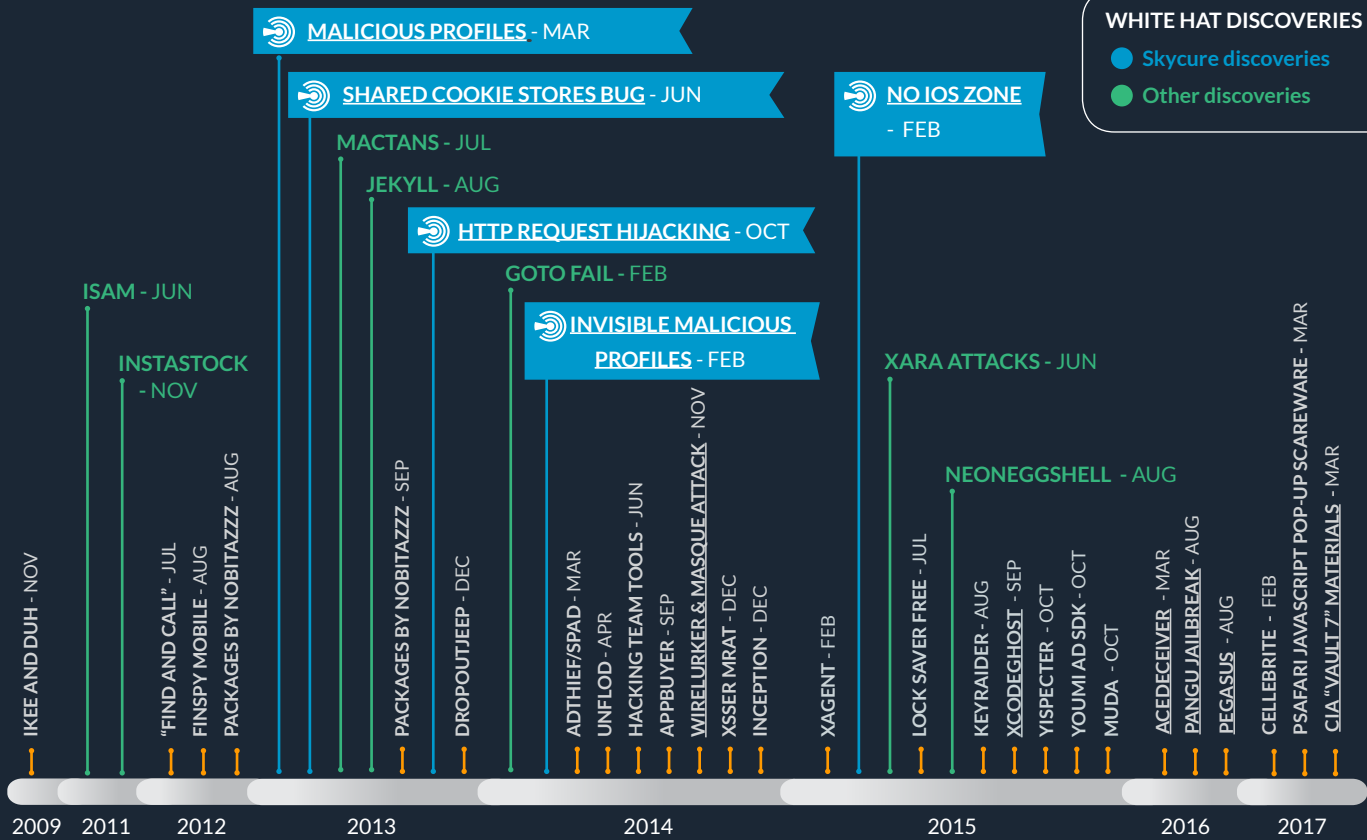 WHITE HAT DISCOVERIES
Skycure discoveries
Other discoveries
MALICIOUS PROFILES - MAR
SHARED COOKIE STORES BUG - JUN
NO IOS ZONE
- FEB
MACTANS - JUL
JEKYLL - AUG
HTTP REQUEST HIJACKING - OCT
GOTO FAIL - FEB
ISAM - JUN
INVISIBLE MALICIOUS
PROFILES - FEB
INSTASTOCK
- NOV
XARA ATTACKS - JUN
NEONEGGSHELL - AUG
IKEE AND DUH - NOV
"FIND AND CALL" - JUL
FINSPY MOBILE - AUG
PACKAGES BY NOBITAZZZ - AUG
PACKAGES BY NOBITAZZZ - SEP
DROPOUTJEEP - DEC
ADTHIEF/SPAD - MAR
UNFLOD - APR
HACKING TEAM TOOLS - JUN
APPBUYER - SEP
WIRELURKER & MASQUE ATTACK - NOV
XSSER MRAT - DEC
INCEPTION - DEC
XAGENT - FEB
LOCK SAVER FREE - JUL
KEYRAIDER - AUG
XCODEGHOST - SEP
YISPECTER - OCT
YOUMI AD SDK - OCT
MUDA - OCT
ACEDECEIVER - MAR
PANGU JAILBREAK - AUG
PEGASUS - AUG
CELLEBRITE - FEB
PSAFARI JAVASCRIPT POP-UP SCAREWARE - MAR
CIA "VAULT 7" MATERIALS - MAR
2009 2011 2012 2013 2014 2015 2016 2017